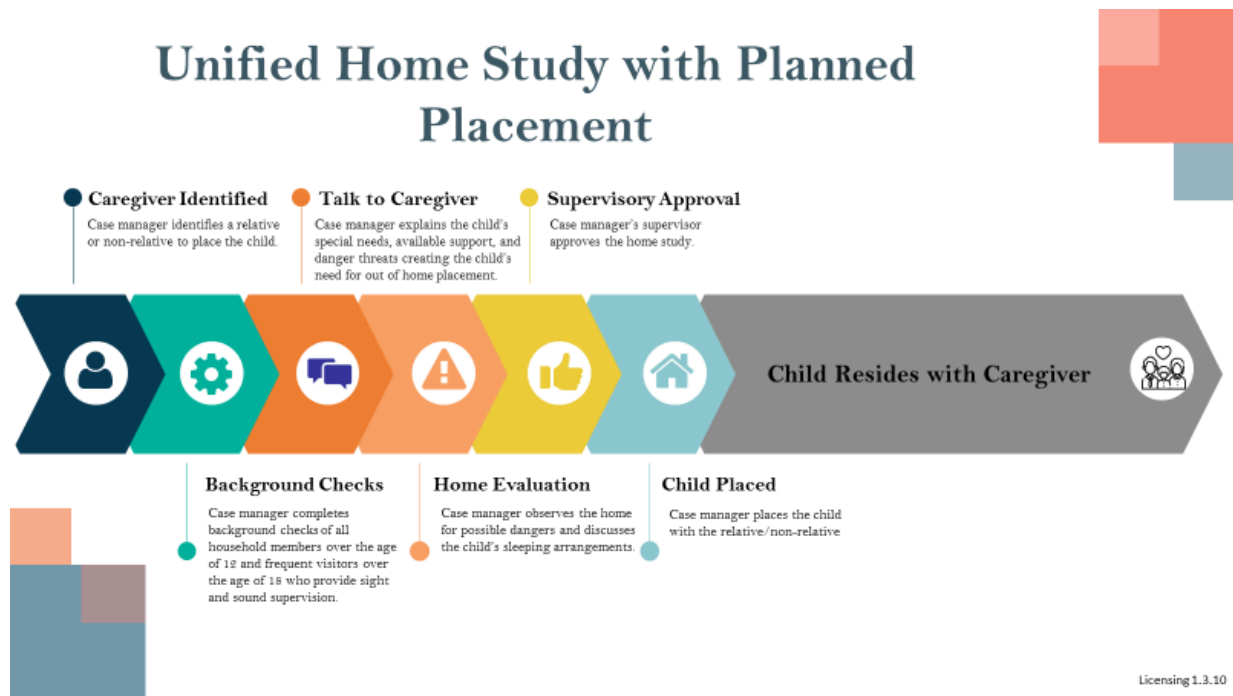 Unified Home Study with Planned
Placement
Caregiver Identified
Case manager identifies a relative
or non-relative to place the child.
Talk to Caregiver
Case manager explains the child's
special needs, available support, and
danger threats creating the child's
need for out of home placement.
Supervisory Approval
Case manager's supervisor
approves the home study.
Child Resides with Caregiver
Background Checks
Case manager completes
background checks of all
household members over the age
of 12 and frequent visitors over
the age of 18 who provide sight
and sound supervision.
Home Evaluation
Case manager observes the home
for possible dangers and discusses
the child's sleeping arrangements.
Child Placed
Case manager places the child
with the relative/non-relative
Licensing 1.3.10